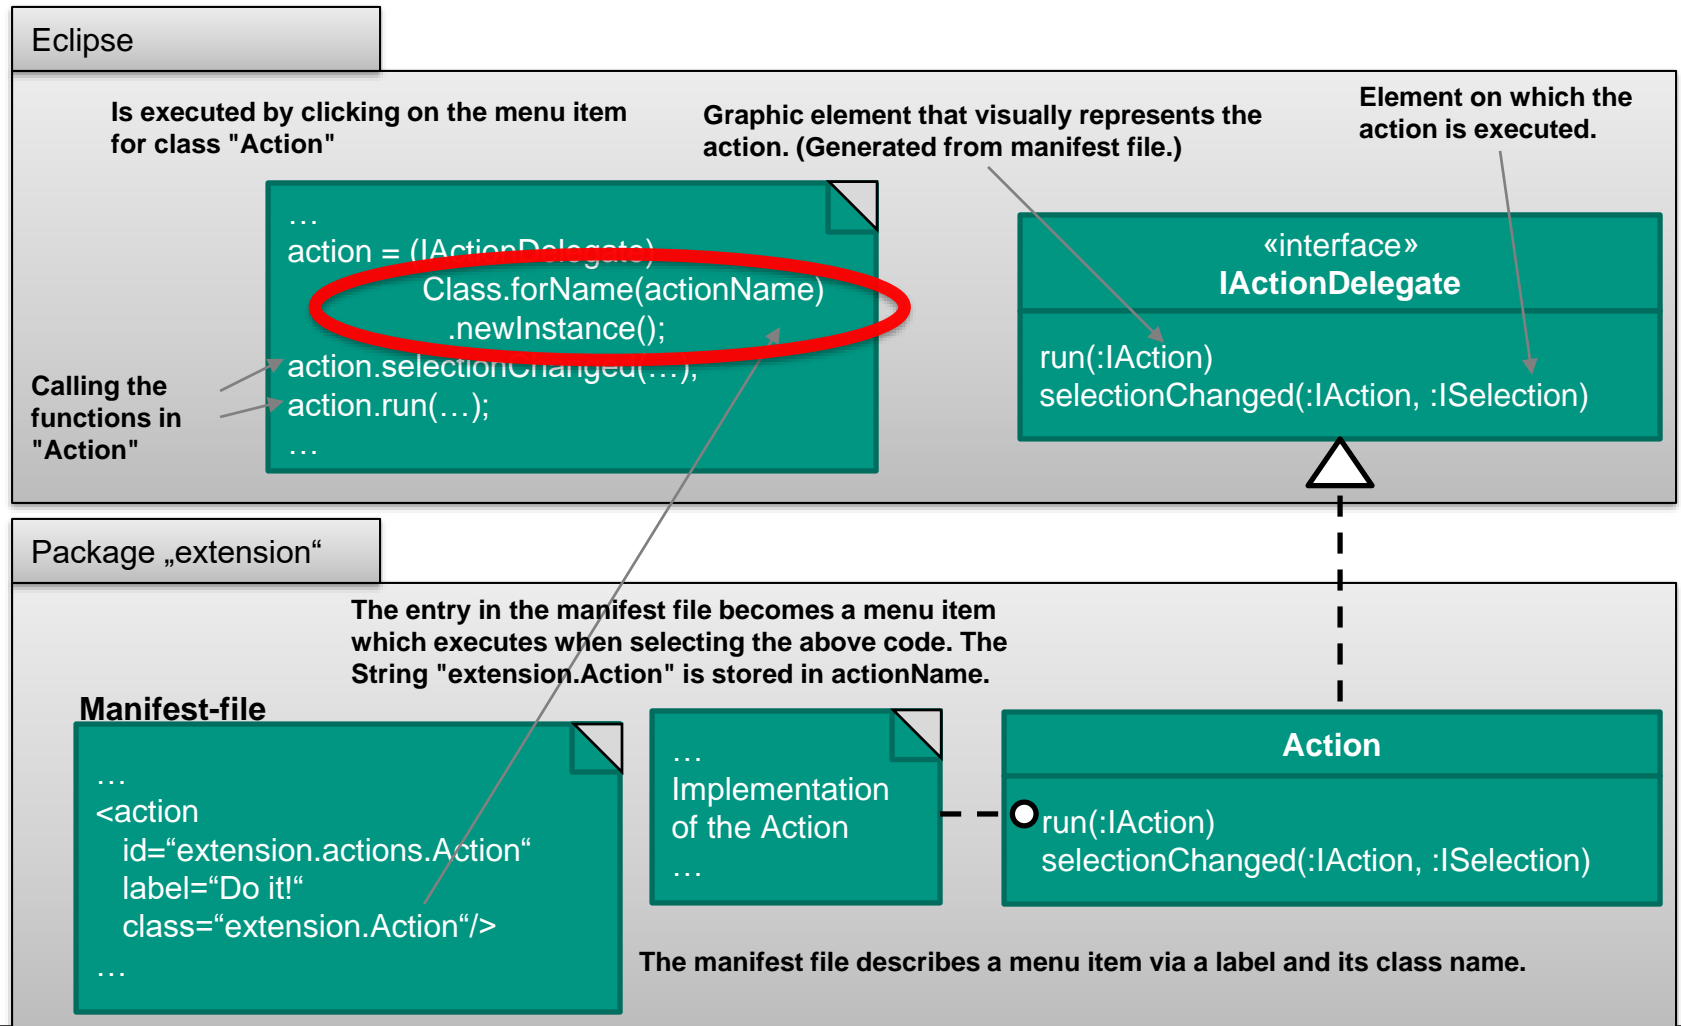 Eclipse
Is executed by clicking on the menu item
for class "Action"
Graphic element that visually represents the
action. (Generated from manifest file.)
Element on which the
action is executed.
…
action = (IActionDelegate)
Class.forName(actionName)
.newInstance();
action.selectionChanged(…);
action.run(…);
…
Calling the
functions in
"Action"
«interface»
IActionDelegate
run(:IAction)
selectionChanged(:IAction, :ISelection)
Package „extension“
The entry in the manifest file becomes a menu item
which executes when selecting the above code. The
String "extension.Action" is stored in actionName.
Manifest-file
…
<action
id=“extension.actions.Action“
label=“Do it!“
class=“extension.Action“/>
…
…
Implementation
of the Action
…
Action
run(:IAction)
selectionChanged(:IAction, :ISelection)
The manifest file describes a menu item via a label and its class name.